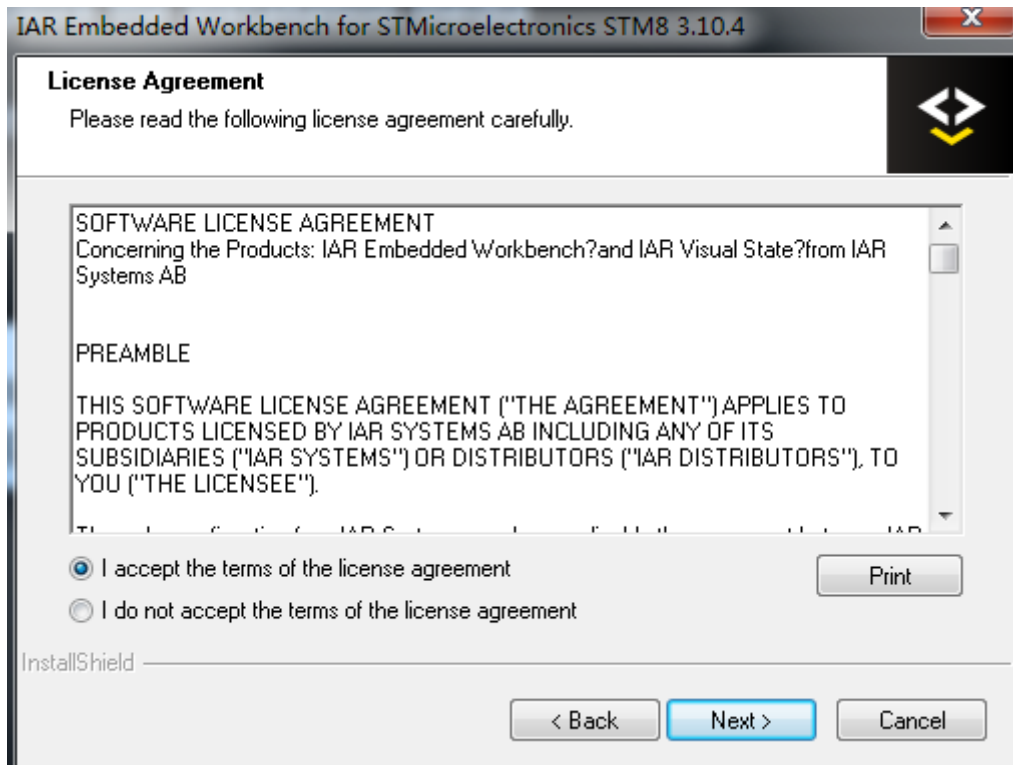 IAR Embedded Workbench for STMicroelectronics STM8 3.10.4
License Agreement
Please read the following license agreement carefully.
SOFTWARE LICENSE AGREEMENT
Concerning the Products: IAR Embedded Workbench?and IAR Visual State?from IAR
Systems AB
PREAMBLE
THIS SOFTWARE LICENSE AGREEMENT ("THE AGREEMENT") APPLIES TO
PRODUCTS LICENSED BY IAR SYSTEMS AB INCLUDING ANY OF ITS
SUBSIDIARIES ("IAR SYSTEMS") OR DISTRIBUTORS ("IAR DISTRIBUTORS"), TO
YOU ("THE LICENSEE").
I accept the terms of the license agreement
Print
I do not accept the terms of the license agreement
InstallShield
< Back
Next >
Cancel